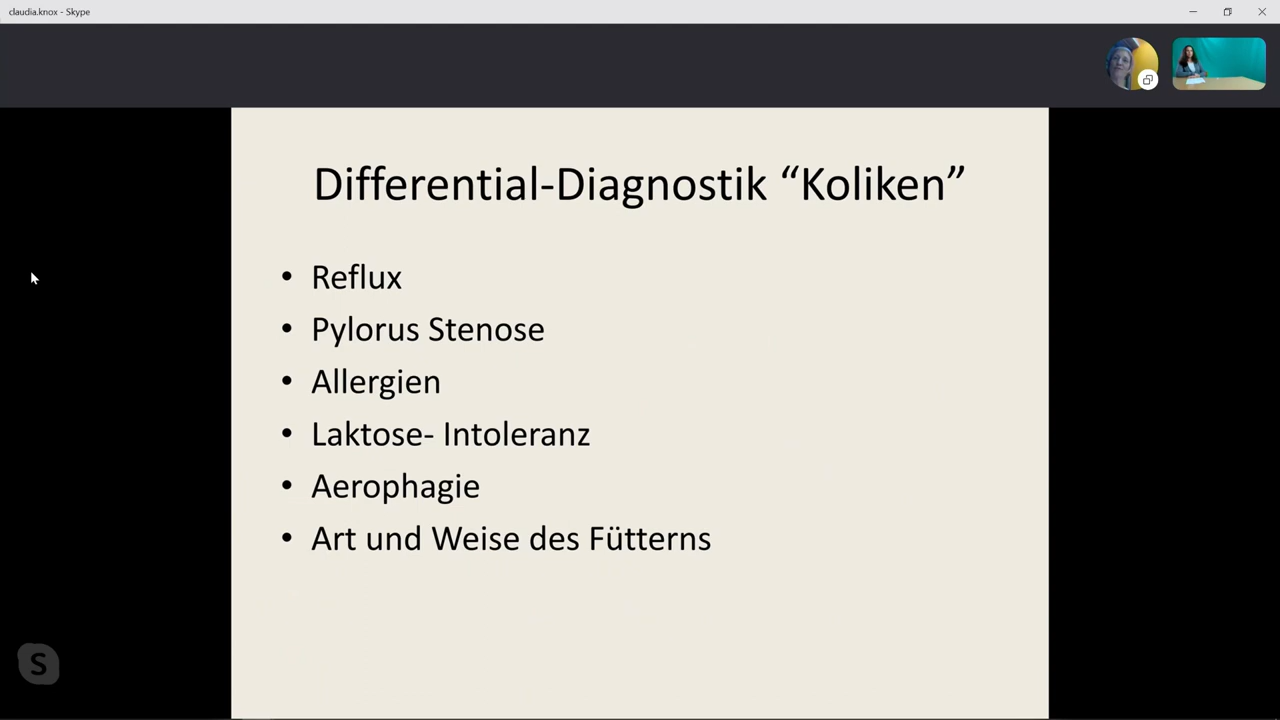 claudia.knox - Skype
Differential-Diagnostik “Koliken”
• Reflux
• Pylorus Stenose
• Allergien
• Laktose- Intoleranz
• Aerophagie
• Art und Weise des Fütterns
S